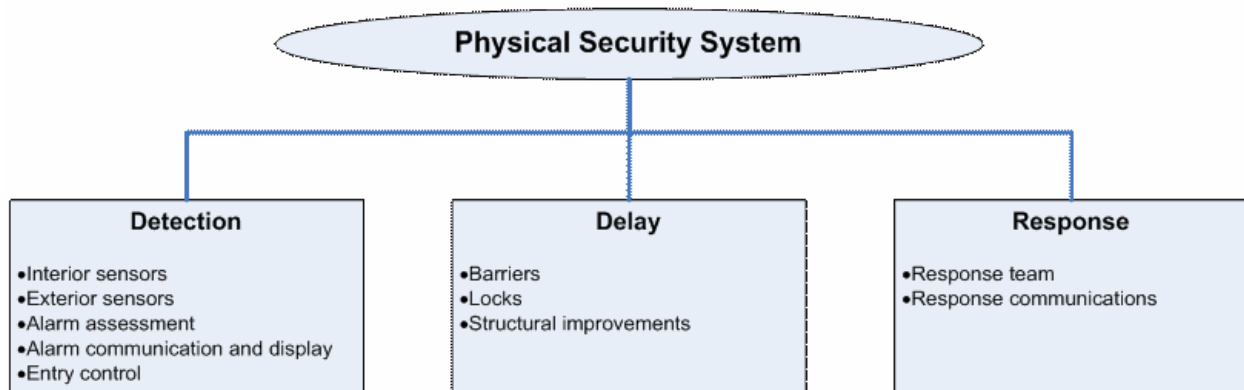 Physical Security System
Detection
•Interior sensors
•Exterior sensors
•Alarm assessment
•Alarm communication and display
•Entry control
Delay
•Barriers
•Locks
•Structural improvements
Response
•Response team
•Response communications